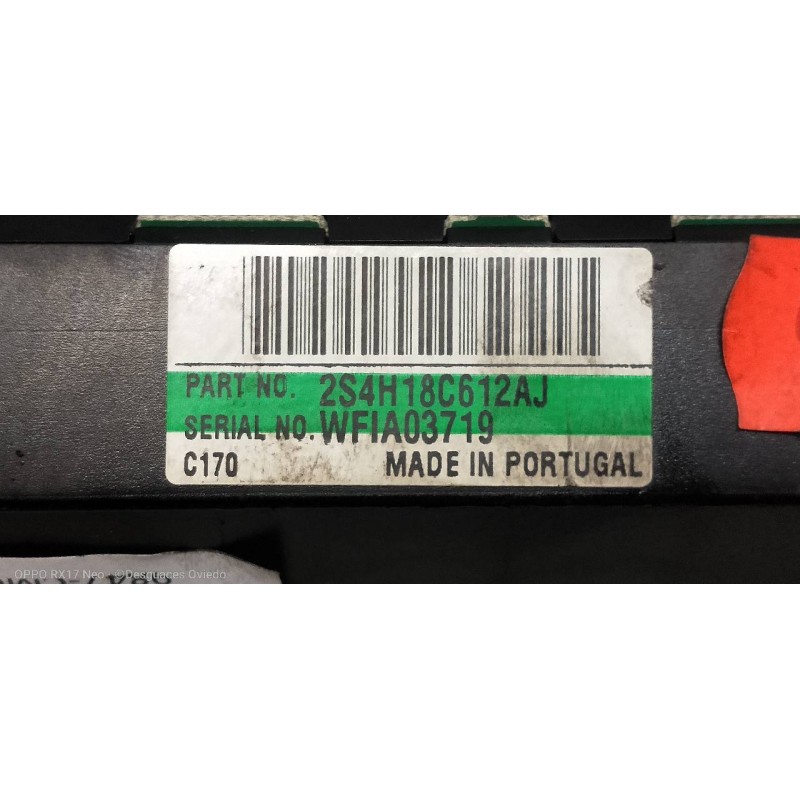 PART NO. 2S4H18C612AJ
SERIAL NO. WFIA03719
C170 MADE IN PORTUGAL
OPPO RX17 Neo · ©Desguaces Oviedo